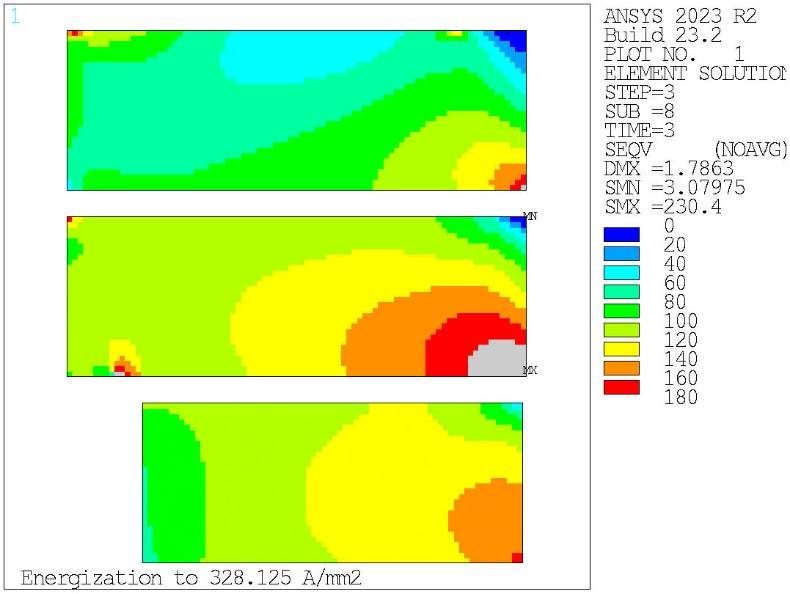 1
ANSYS 2023 R2
Build 23.2
PLOT NO. 1
ELEMENT SOLUTION
STEP=3
SUB =8
TIME=3
SEQV (NOAVG)
DMX =1.7863
SMN =3.07975
SMX =230.4
0
20
40
60
80
100
120
140
160
180
MN
MX
Energization to 328.125 A/mm2